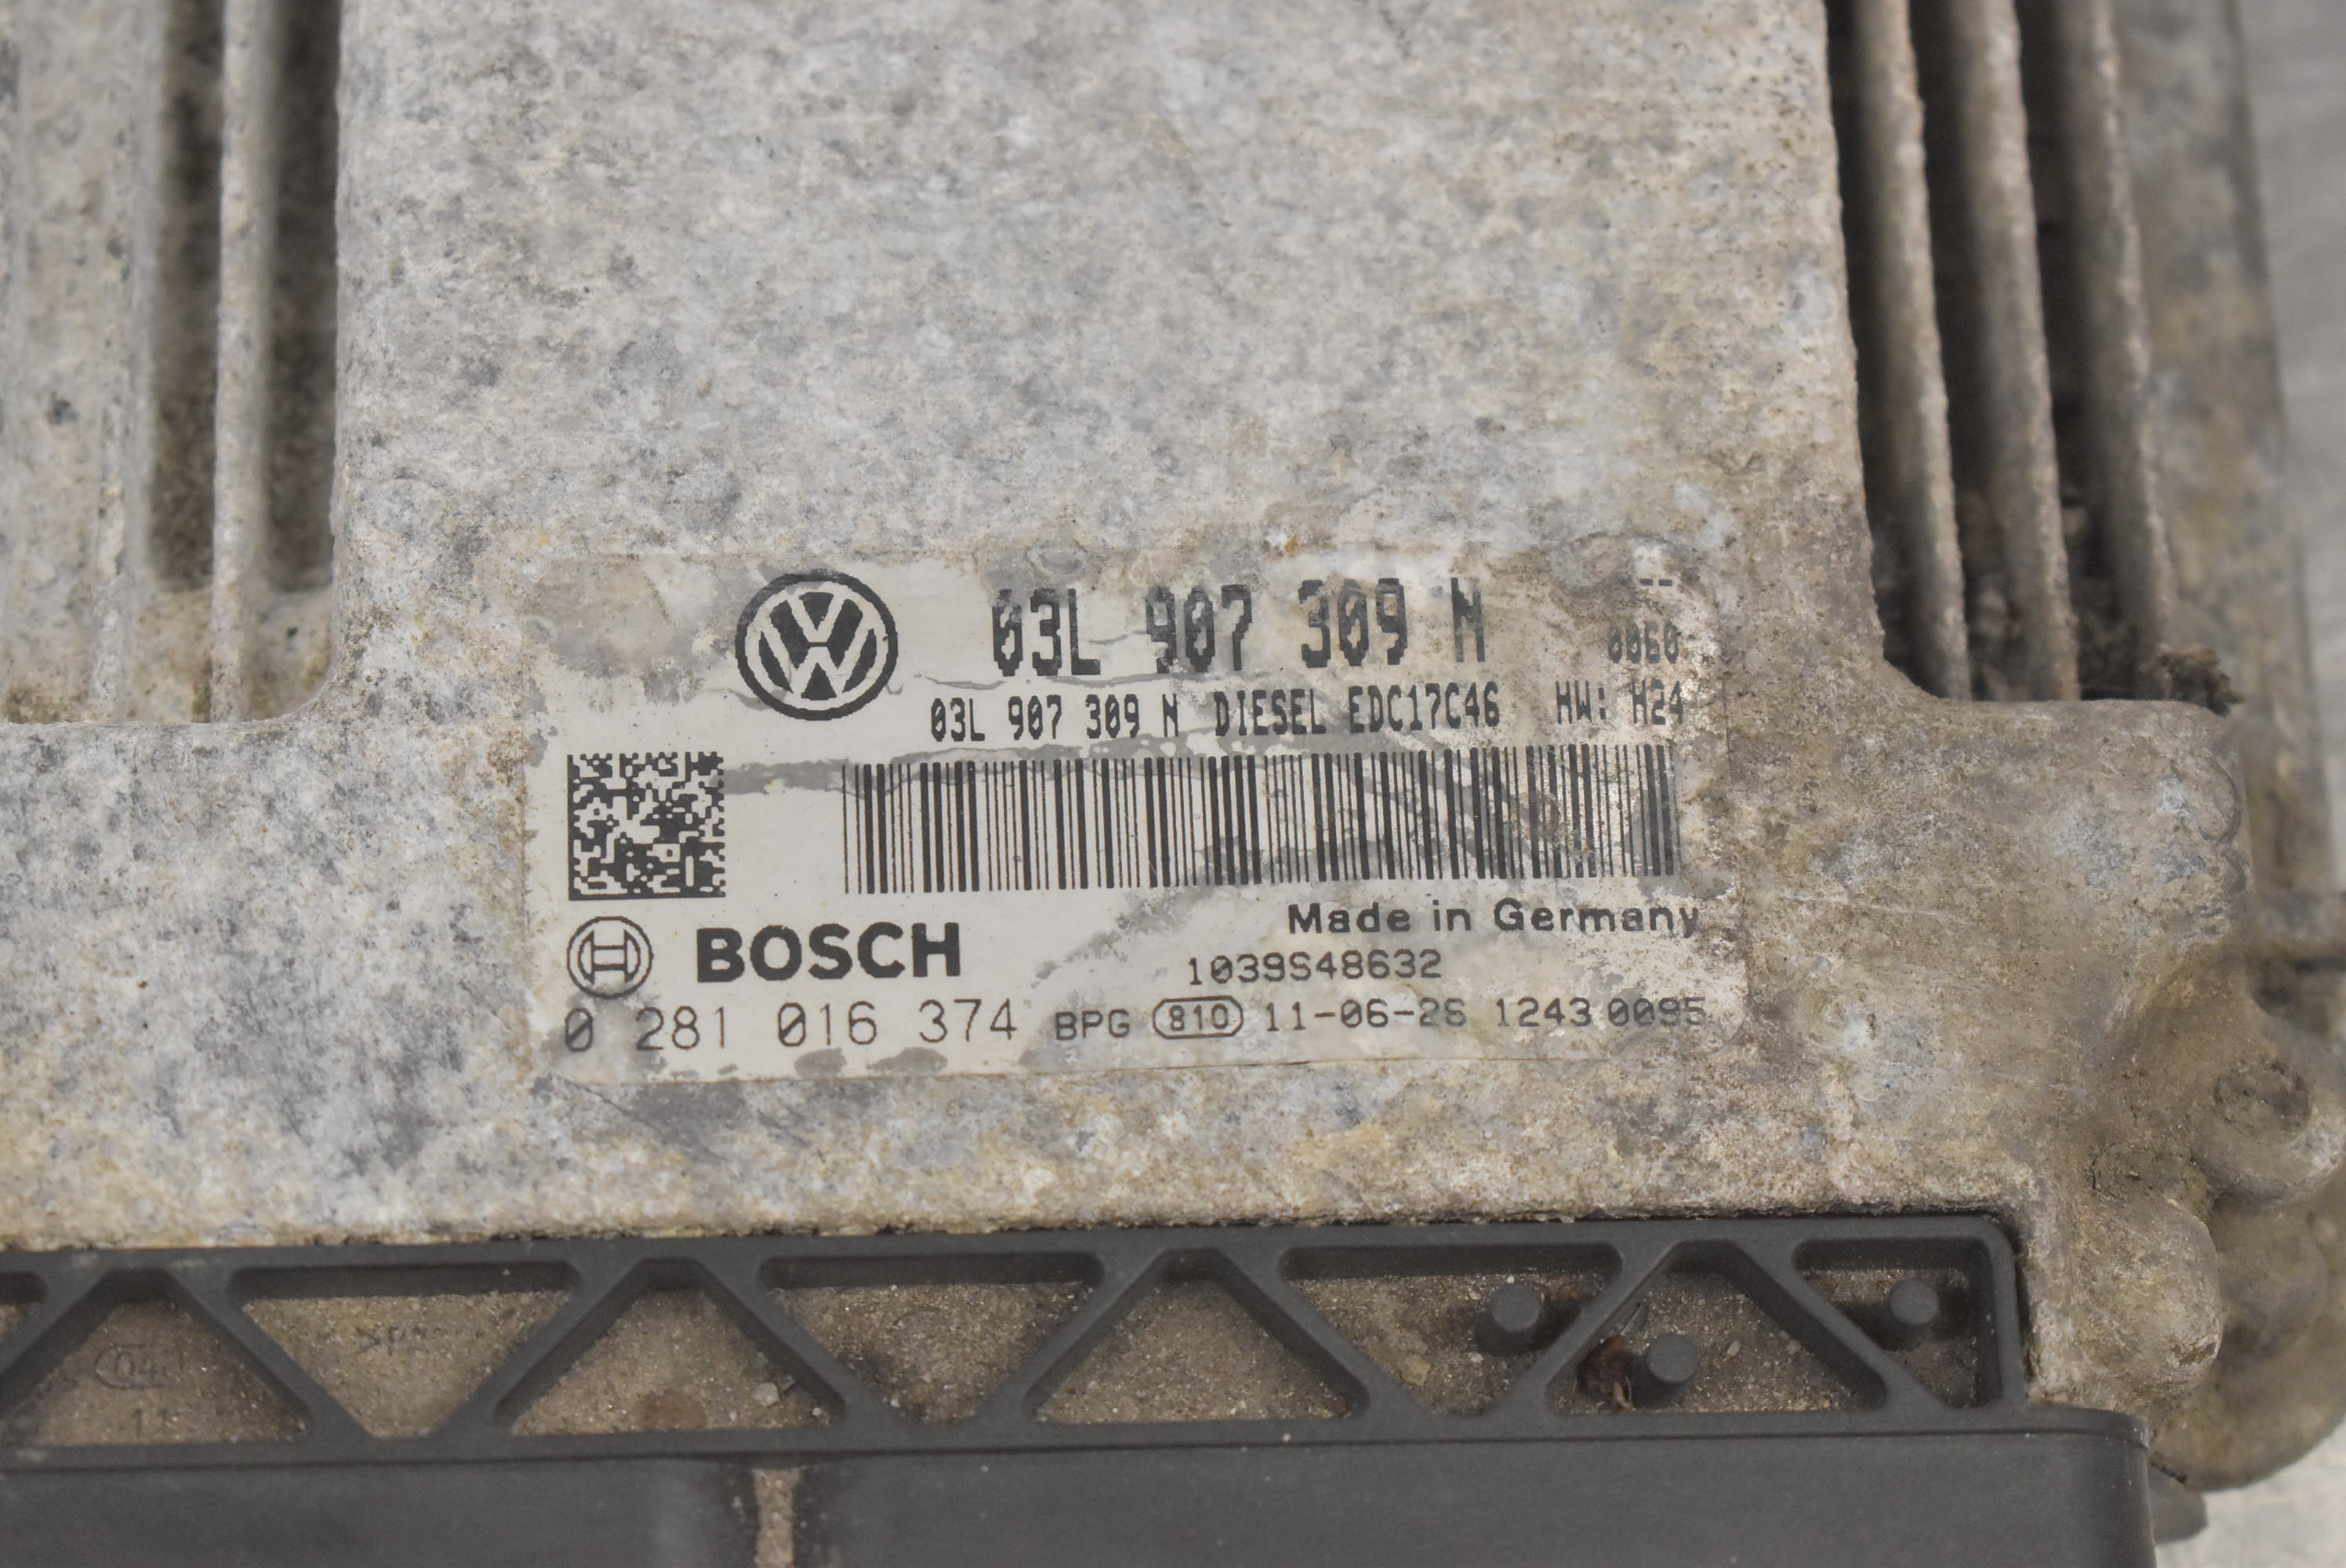 --
03L 907 309 N
0060
03L 907 309 N DIESEL EDC17C46 HW: H24
Made in Germany
BOSCH
1039S48632
0 281 016 374 BPG 810 11-06-26 1243 0095